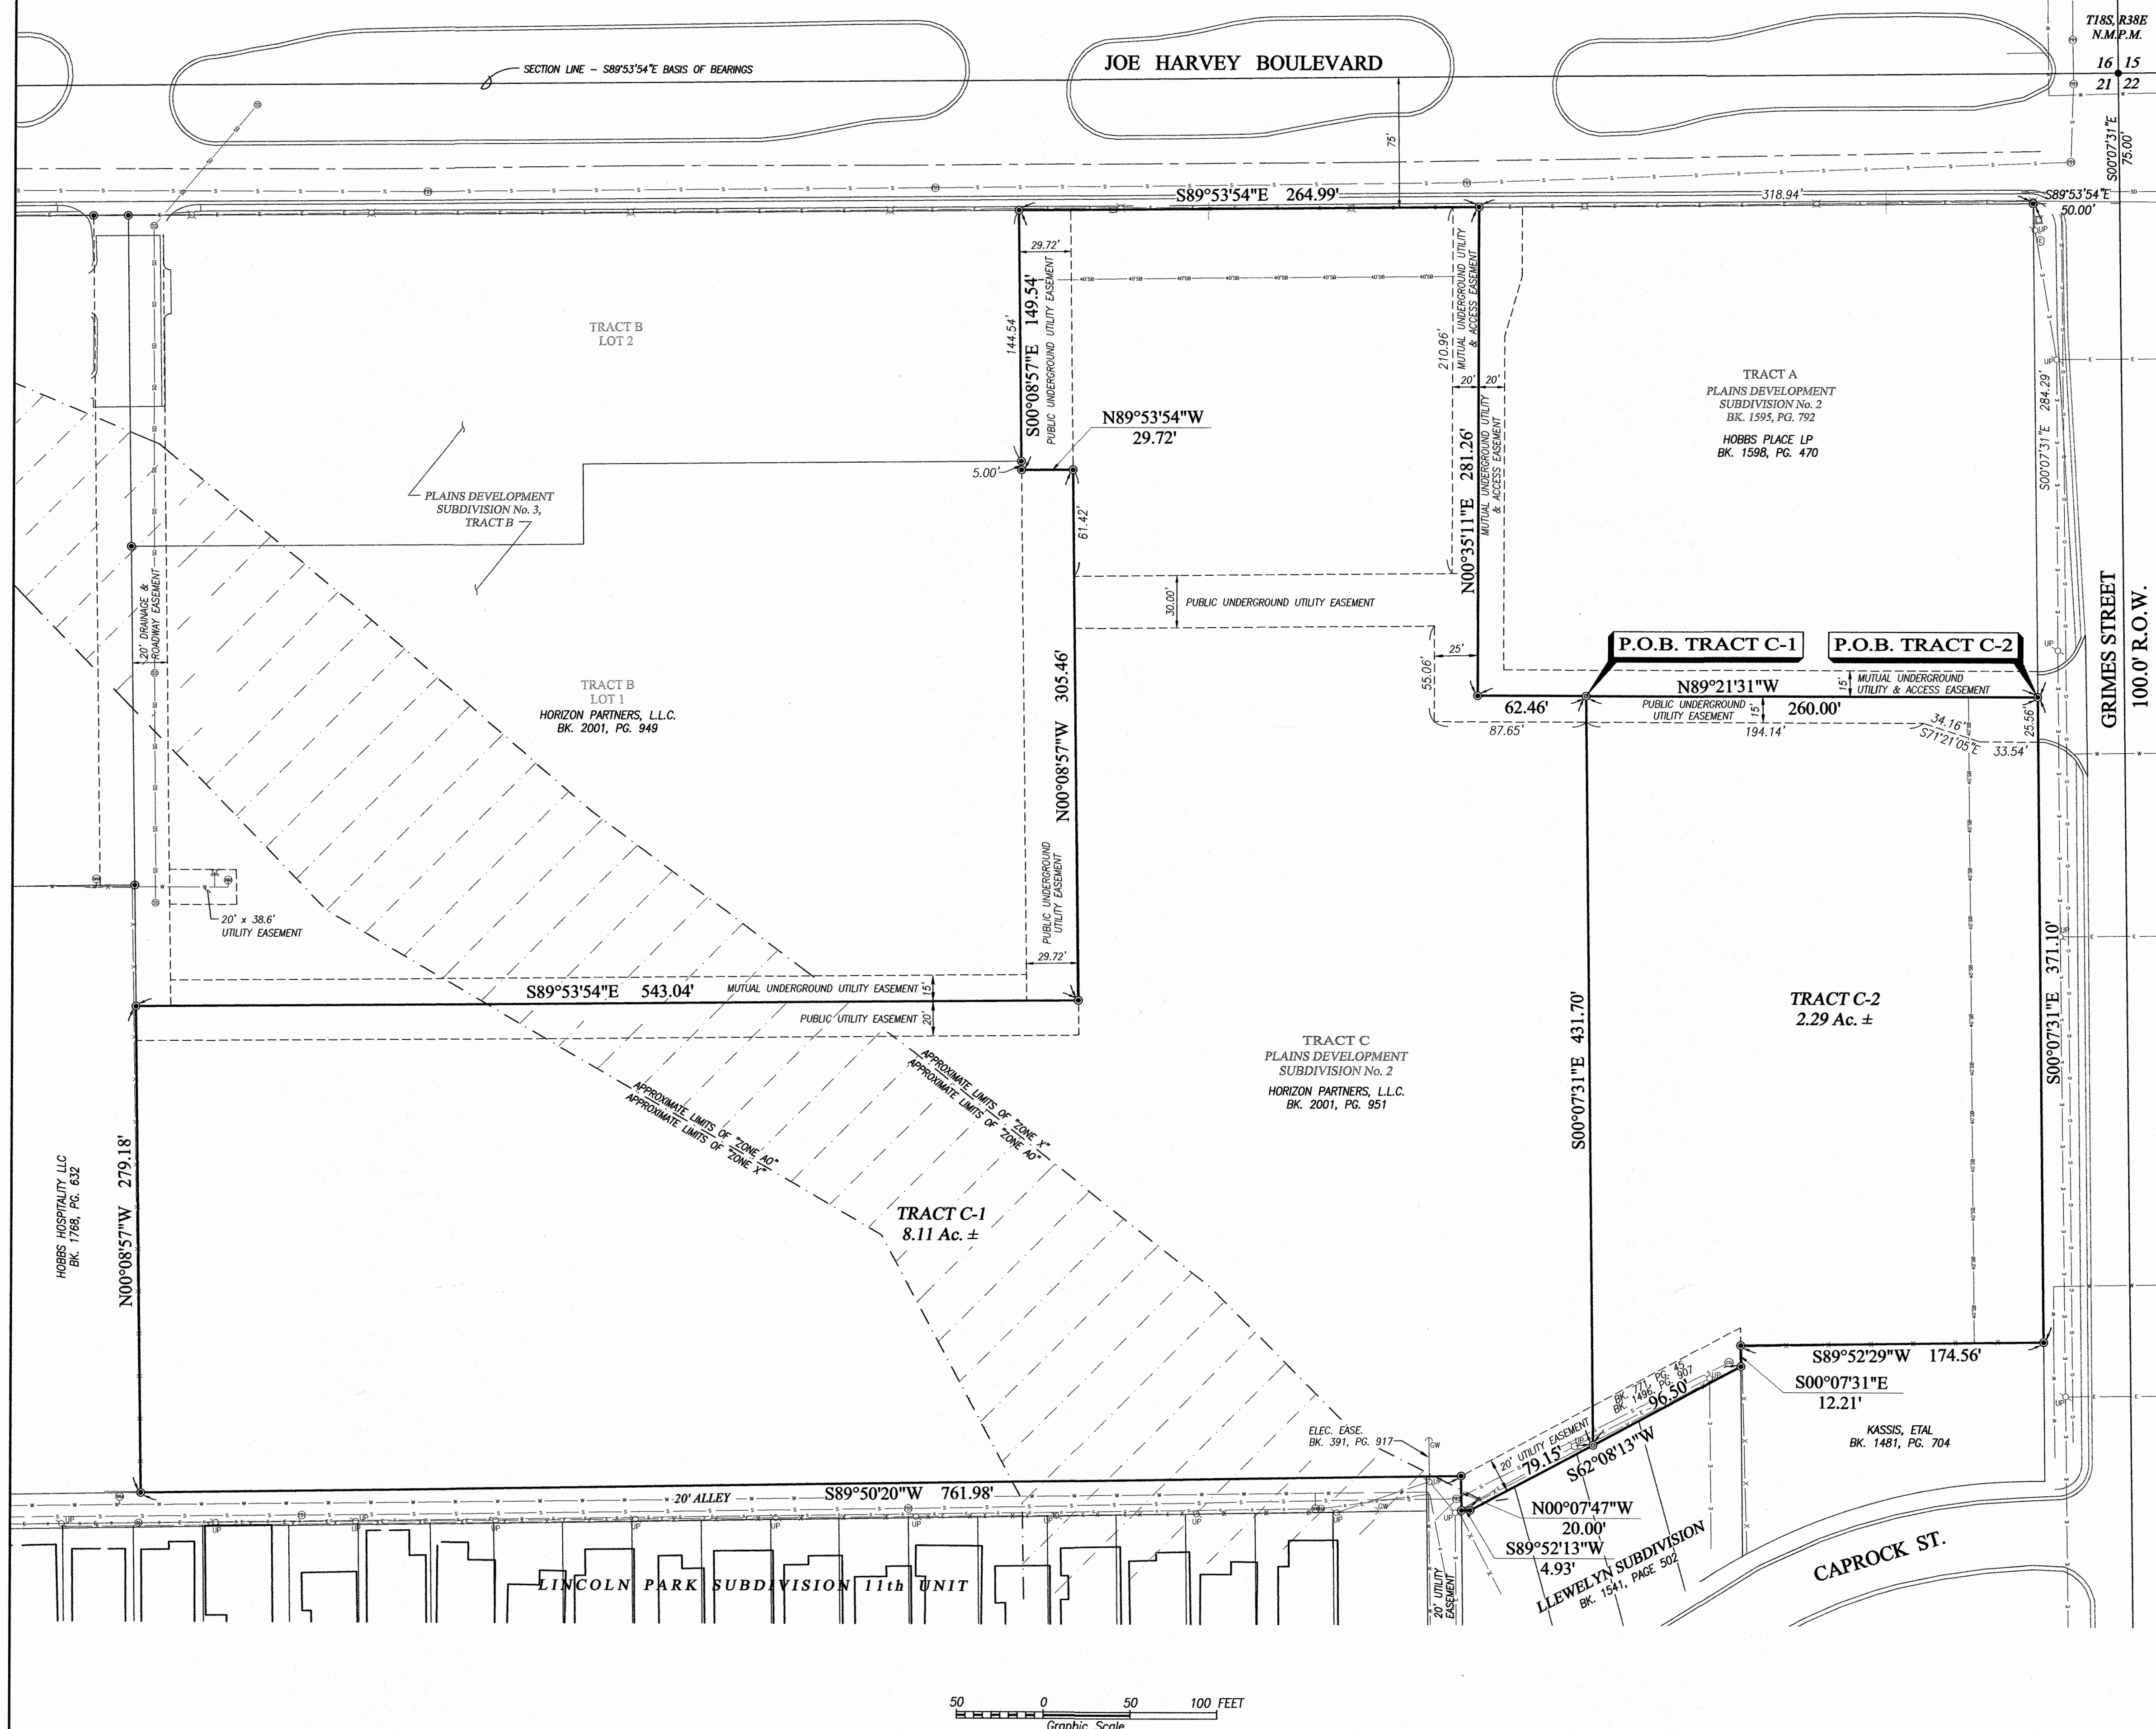 T18S, R38E
N.M.P.M.
16 15
21 22
JOE HARVEY BOULEVARD
SECTION LINE – S89°53'54"E BASIS OF BEARINGS
75'
S00°07'31"E
75.00'
S89°53'54"E 264.99'
318.94'
S89°53'54"E
50.00'
29.72'
S00°08'57"E 149.54'
144.54'
PUBLIC UNDERGROUND UTILITY EASEMENT
N89°53'54"W
29.72'
5.00'
61.42'
210.96'
MUTUAL UNDERGROUND UTILITY
& ACCESS EASEMENT
20' 20'
N00°35'11"E 281.26'
MUTUAL UNDERGROUND UTILITY
& ACCESS EASEMENT
TRACT B
LOT 2
PLAINS DEVELOPMENT
SUBDIVISION No. 3,
TRACT B
TRACT A
PLAINS DEVELOPMENT
SUBDIVISION No. 2
BK. 1595, PG. 792
HOBBS PLACE LP
BK. 1598, PG. 470
S00°07'31"E 284.29'
GRIMES STREET
100.0' R.O.W.
20' DRAINAGE &
ROADWAY EASEMENT
30.00'
PUBLIC UNDERGROUND UTILITY EASEMENT
55.06'
25'
P.O.B. TRACT C-1
P.O.B. TRACT C-2
N89°21'31"W
15'
MUTUAL UNDERGROUND
UTILITY & ACCESS EASEMENT
62.46'
PUBLIC UNDERGROUND
UTILITY EASEMENT
15'
260.00'
87.65'
194.14'
34.16'
S71°21'05"E
33.54'
25.56'
TRACT B
LOT 1
HORIZON PARTNERS, L.L.C.
BK. 2001, PG. 949
N00°08'57"W 305.46'
PUBLIC UNDERGROUND
UTILITY EASEMENT
29.72'
20' x 38.6'
UTILITY EASEMENT
S89°53'54"E 543.04'
MUTUAL UNDERGROUND UTILITY EASEMENT
15'
PUBLIC UTILITY EASEMENT
20'
APPROXIMATE LIMITS OF "ZONE X"
APPROXIMATE LIMITS OF "ZONE AO"
APPROXIMATE LIMITS OF "ZONE AO"
APPROXIMATE LIMITS OF "ZONE X"
TRACT C
PLAINS DEVELOPMENT
SUBDIVISION No. 2
HORIZON PARTNERS, L.L.C.
BK. 2001, PG. 951
S00°07'31"E 431.70'
TRACT C-2
2.29 Ac. ±
S00°07'31"E 371.10'
HOBBS HOSPITALITY LLC
BK. 1768, PG. 632
N00°08'57"W 279.18'
TRACT C-1
8.11 Ac. ±
S89°52'29"W 174.56'
S00°07'31"E
12.21'
KASSIS, ETAL
BK. 1481, PG. 704
BK. 771, PG. 45
BK. 1496, PG. 907
96.50'
20' UTILITY EASEMENT
79.15'
S62°08'13"W
ELEC. EASE.
BK. 391, PG. 917
GW
GW
20' ALLEY
S89°50'20"W 761.98'
N00°07'47"W
20.00'
S89°52'13"W
4.93'
LLEWELYN SUBDIVISION
BK. 1541, PAGE 502
CAPROCK ST.
20' UTILITY
EASEMENT
LINCOLN PARK SUBDIVISION 11th UNIT
50 0 50 100 FEET
Graphic Scale